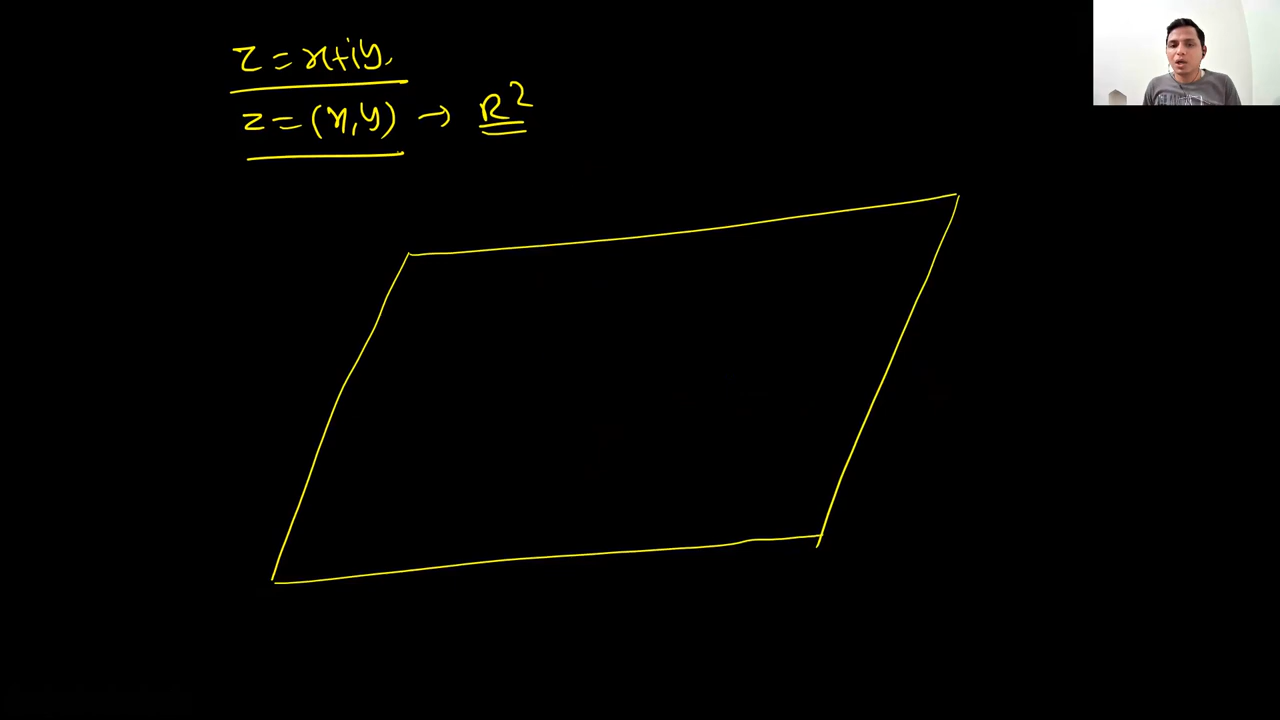 z = x+iy,
z = (x,y) → R²